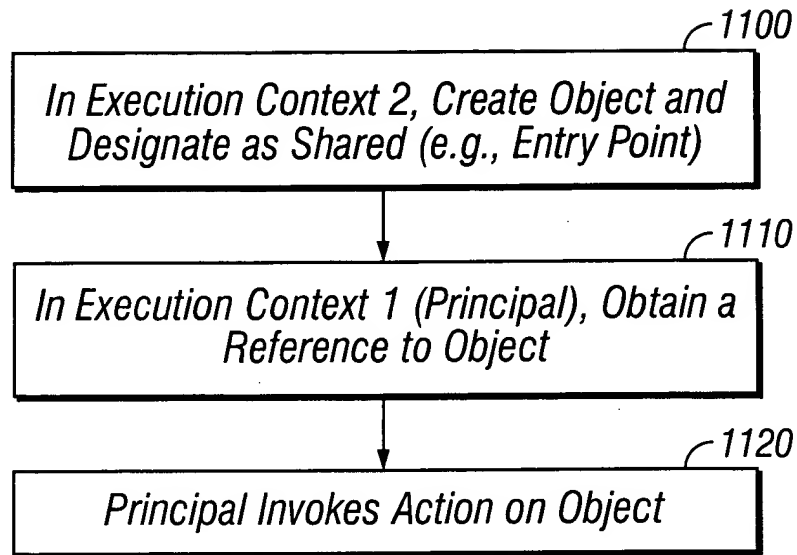 1100
In Execution Context 2, Create Object and
Designate as Shared (e.g., Entry Point)
1110
In Execution Context 1 (Principal), Obtain a
Reference to Object
1120
Principal Invokes Action on Object